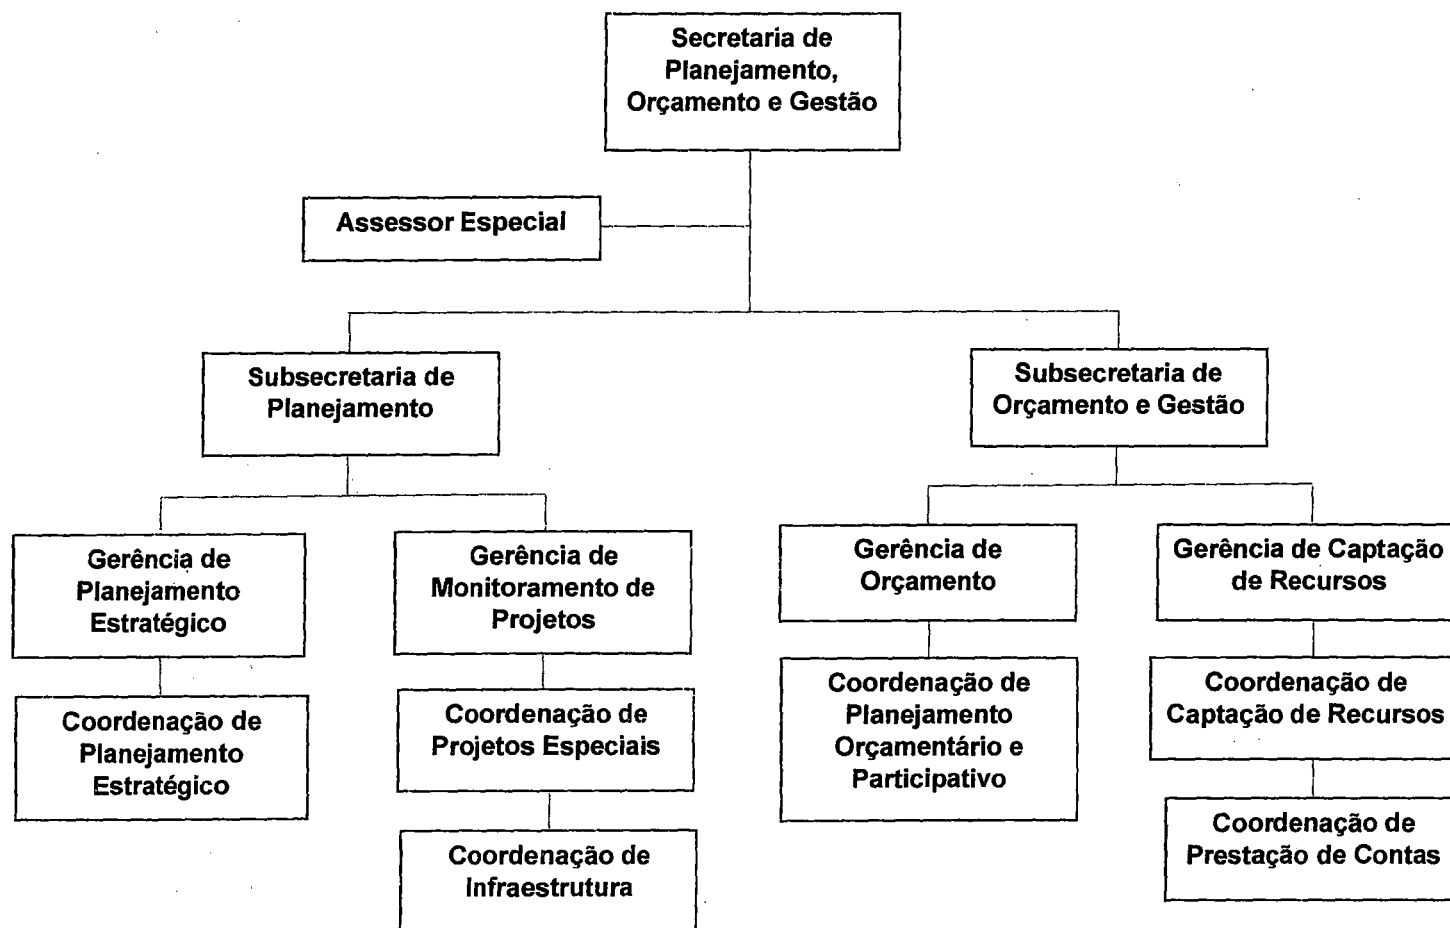 Secretaria de
Planejamento,
Orçamento e Gestão
Assessor Especial
Subsecretaria de
Planejamento
Subsecretaria de
Orçamento e Gestão
Gerência de
Planejamento
Estratégico
Gerência de
Monitoramento de
Projetos
Gerência de
Orçamento
Gerência de Captação
de Recursos
Coordenação de
Planejamento
Estratégico
Coordenação de
Projetos Especiais
Coordenação de
Planejamento
Orçamentário e
Participativo
Coordenação de
Captação de Recursos
Coordenação de
Infraestrutura
Coordenação de
Prestação de Contas